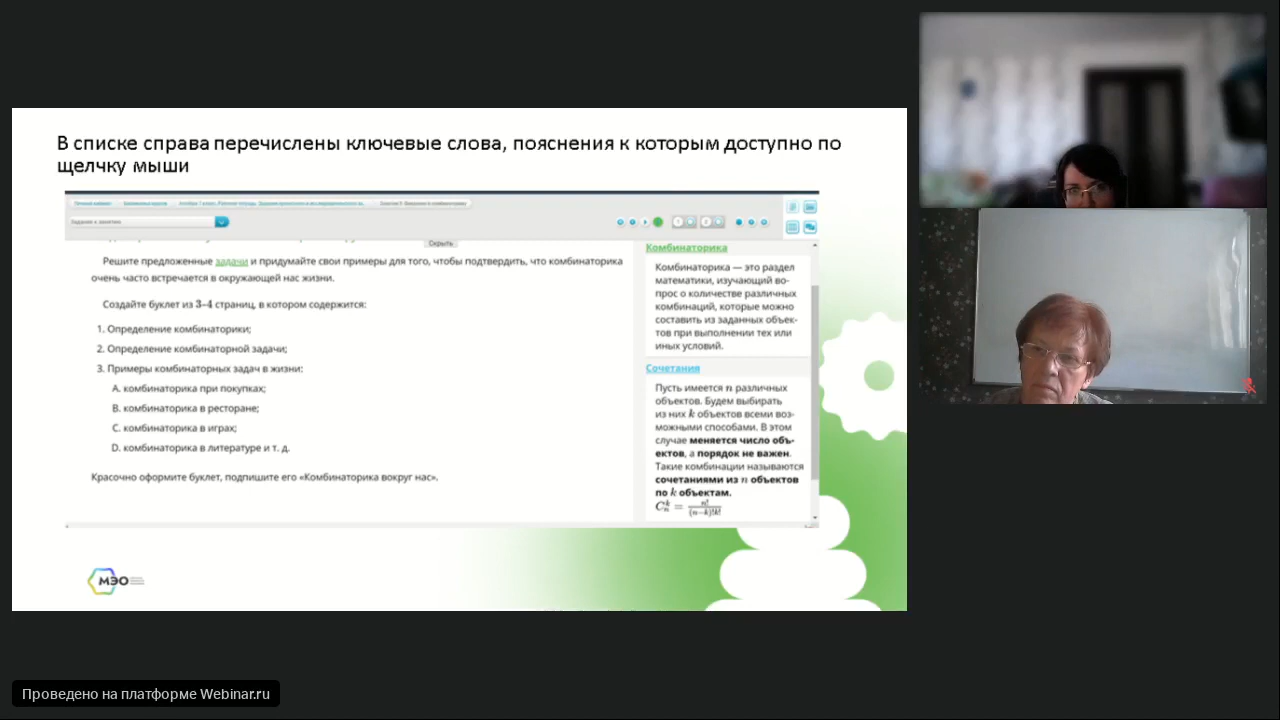 В списке справа перечислены ключевые слова, пояснения к которым доступно по
щелчку мыши
Задания к занятию
Скрыть
Решите предложенные задачи и придумайте свои примеры для того, чтобы подтвердить, что комбинаторика
очень часто встречается в окружающей нас жизни.
Создайте буклет из 3–4 страниц, в котором содержится:
1. Определение комбинаторики;
2. Определение комбинаторной задачи;
3. Примеры комбинаторных задач в жизни:
A. комбинаторика при покупках;
B. комбинаторика в ресторане;
C. комбинаторика в играх;
D. комбинаторика в литературе и т. д.
Красочно оформите буклет, подпишите его «Комбинаторика вокруг нас».
Комбинаторика
Комбинаторика — это раздел
математики, изучающий во-
прос о количестве различных
комбинаций, которые можно
составить из заданных объек-
тов при выполнении тех или
иных условий.
Сочетания
Пусть имеется n различных
объектов. Будем выбирать
из них k объектов всеми воз-
можными способами. В этом
случае меняется число объ-
ектов, а порядок не важен.
Такие комбинации называются
сочетаниями из n объектов
по k объектам.
C_n^k = n!/((n-k)!k!)
МЭО
Проведено на платформе Webinar.ru